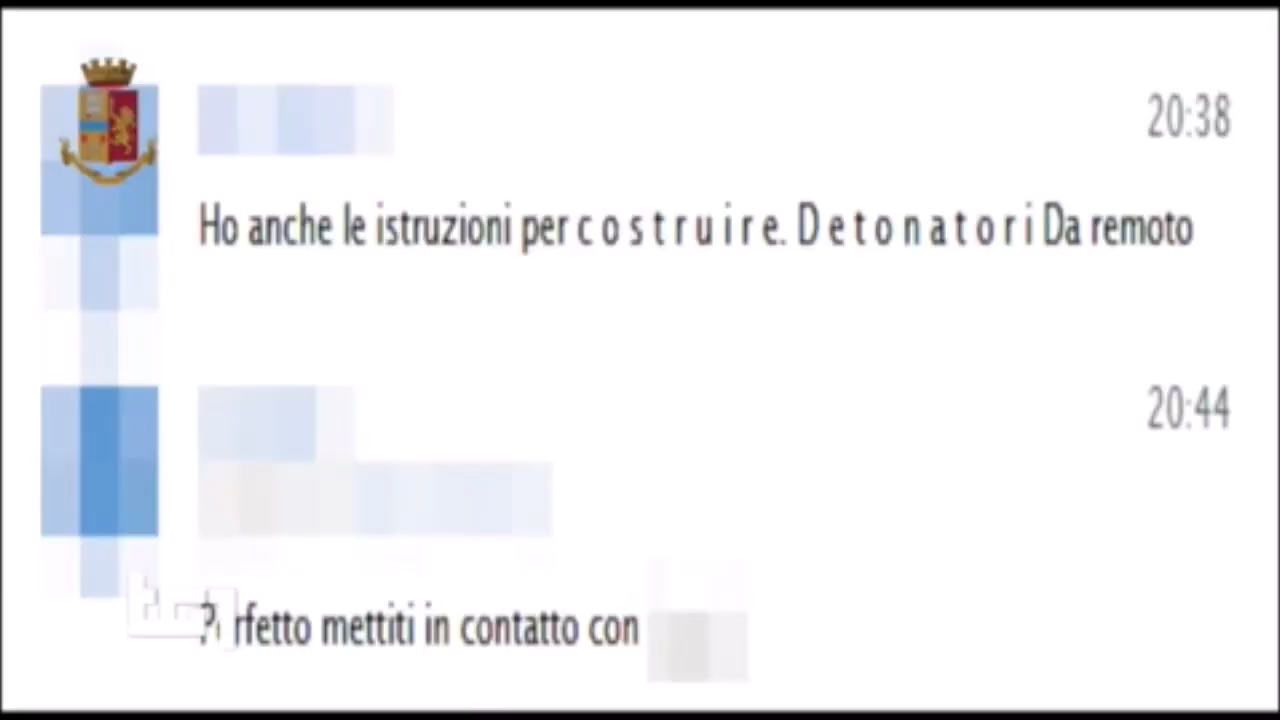 20:38
Ho anche le istruzioni per c o s t r u i r e. D e t o n a t o r i Da remoto
20:44
mettiti in contatto con